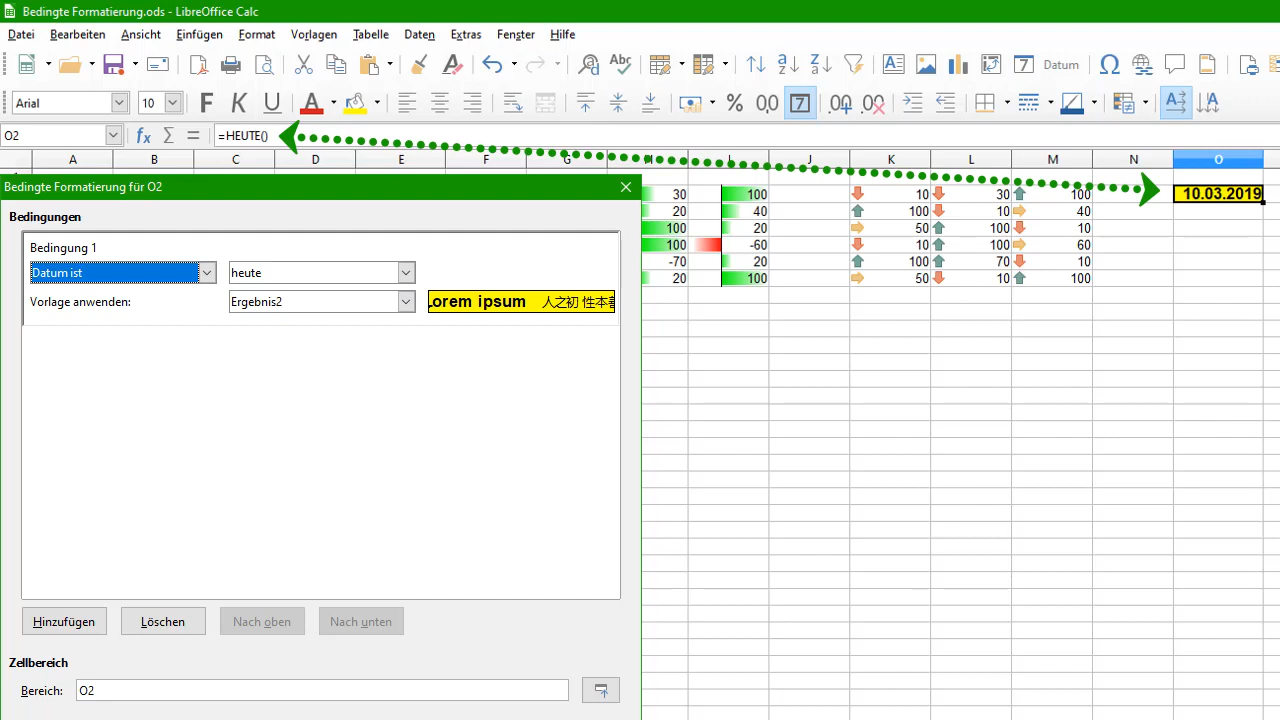 Bedingte Formatierung.ods - LibreOffice Calc
Datei Bearbeiten Ansicht Einfügen Format Vorlagen Tabelle Daten Extras Fenster Hilfe
Datum
Arial 10
O2 =HEUTE()
A B C D E F G H I J K L M N O
Bedingte Formatierung für O2
30 100 10 30 100 10.03.2019
20 40 100 10 40
100 20 50 100 10
100 -60 10 100 60
-70 20 100 70 10
20 100 50 10 100
Bedingungen
Bedingung 1
Datum ist heute
Vorlage anwenden: Ergebnis2 Lorem ipsum 人之初 性本
Hinzufügen Löschen Nach oben Nach unten
Zellbereich
Bereich: O2